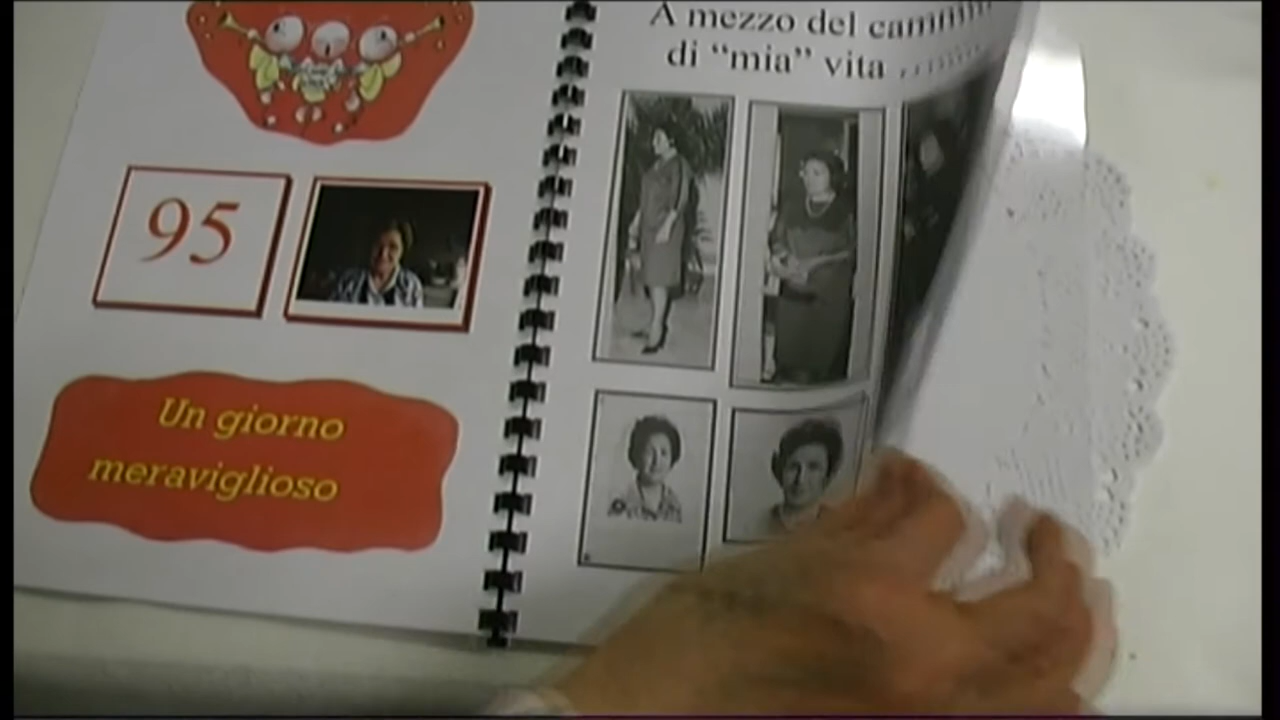 95
Un giorno
meraviglioso
A mezzo del cammin
di “mia” vita ......